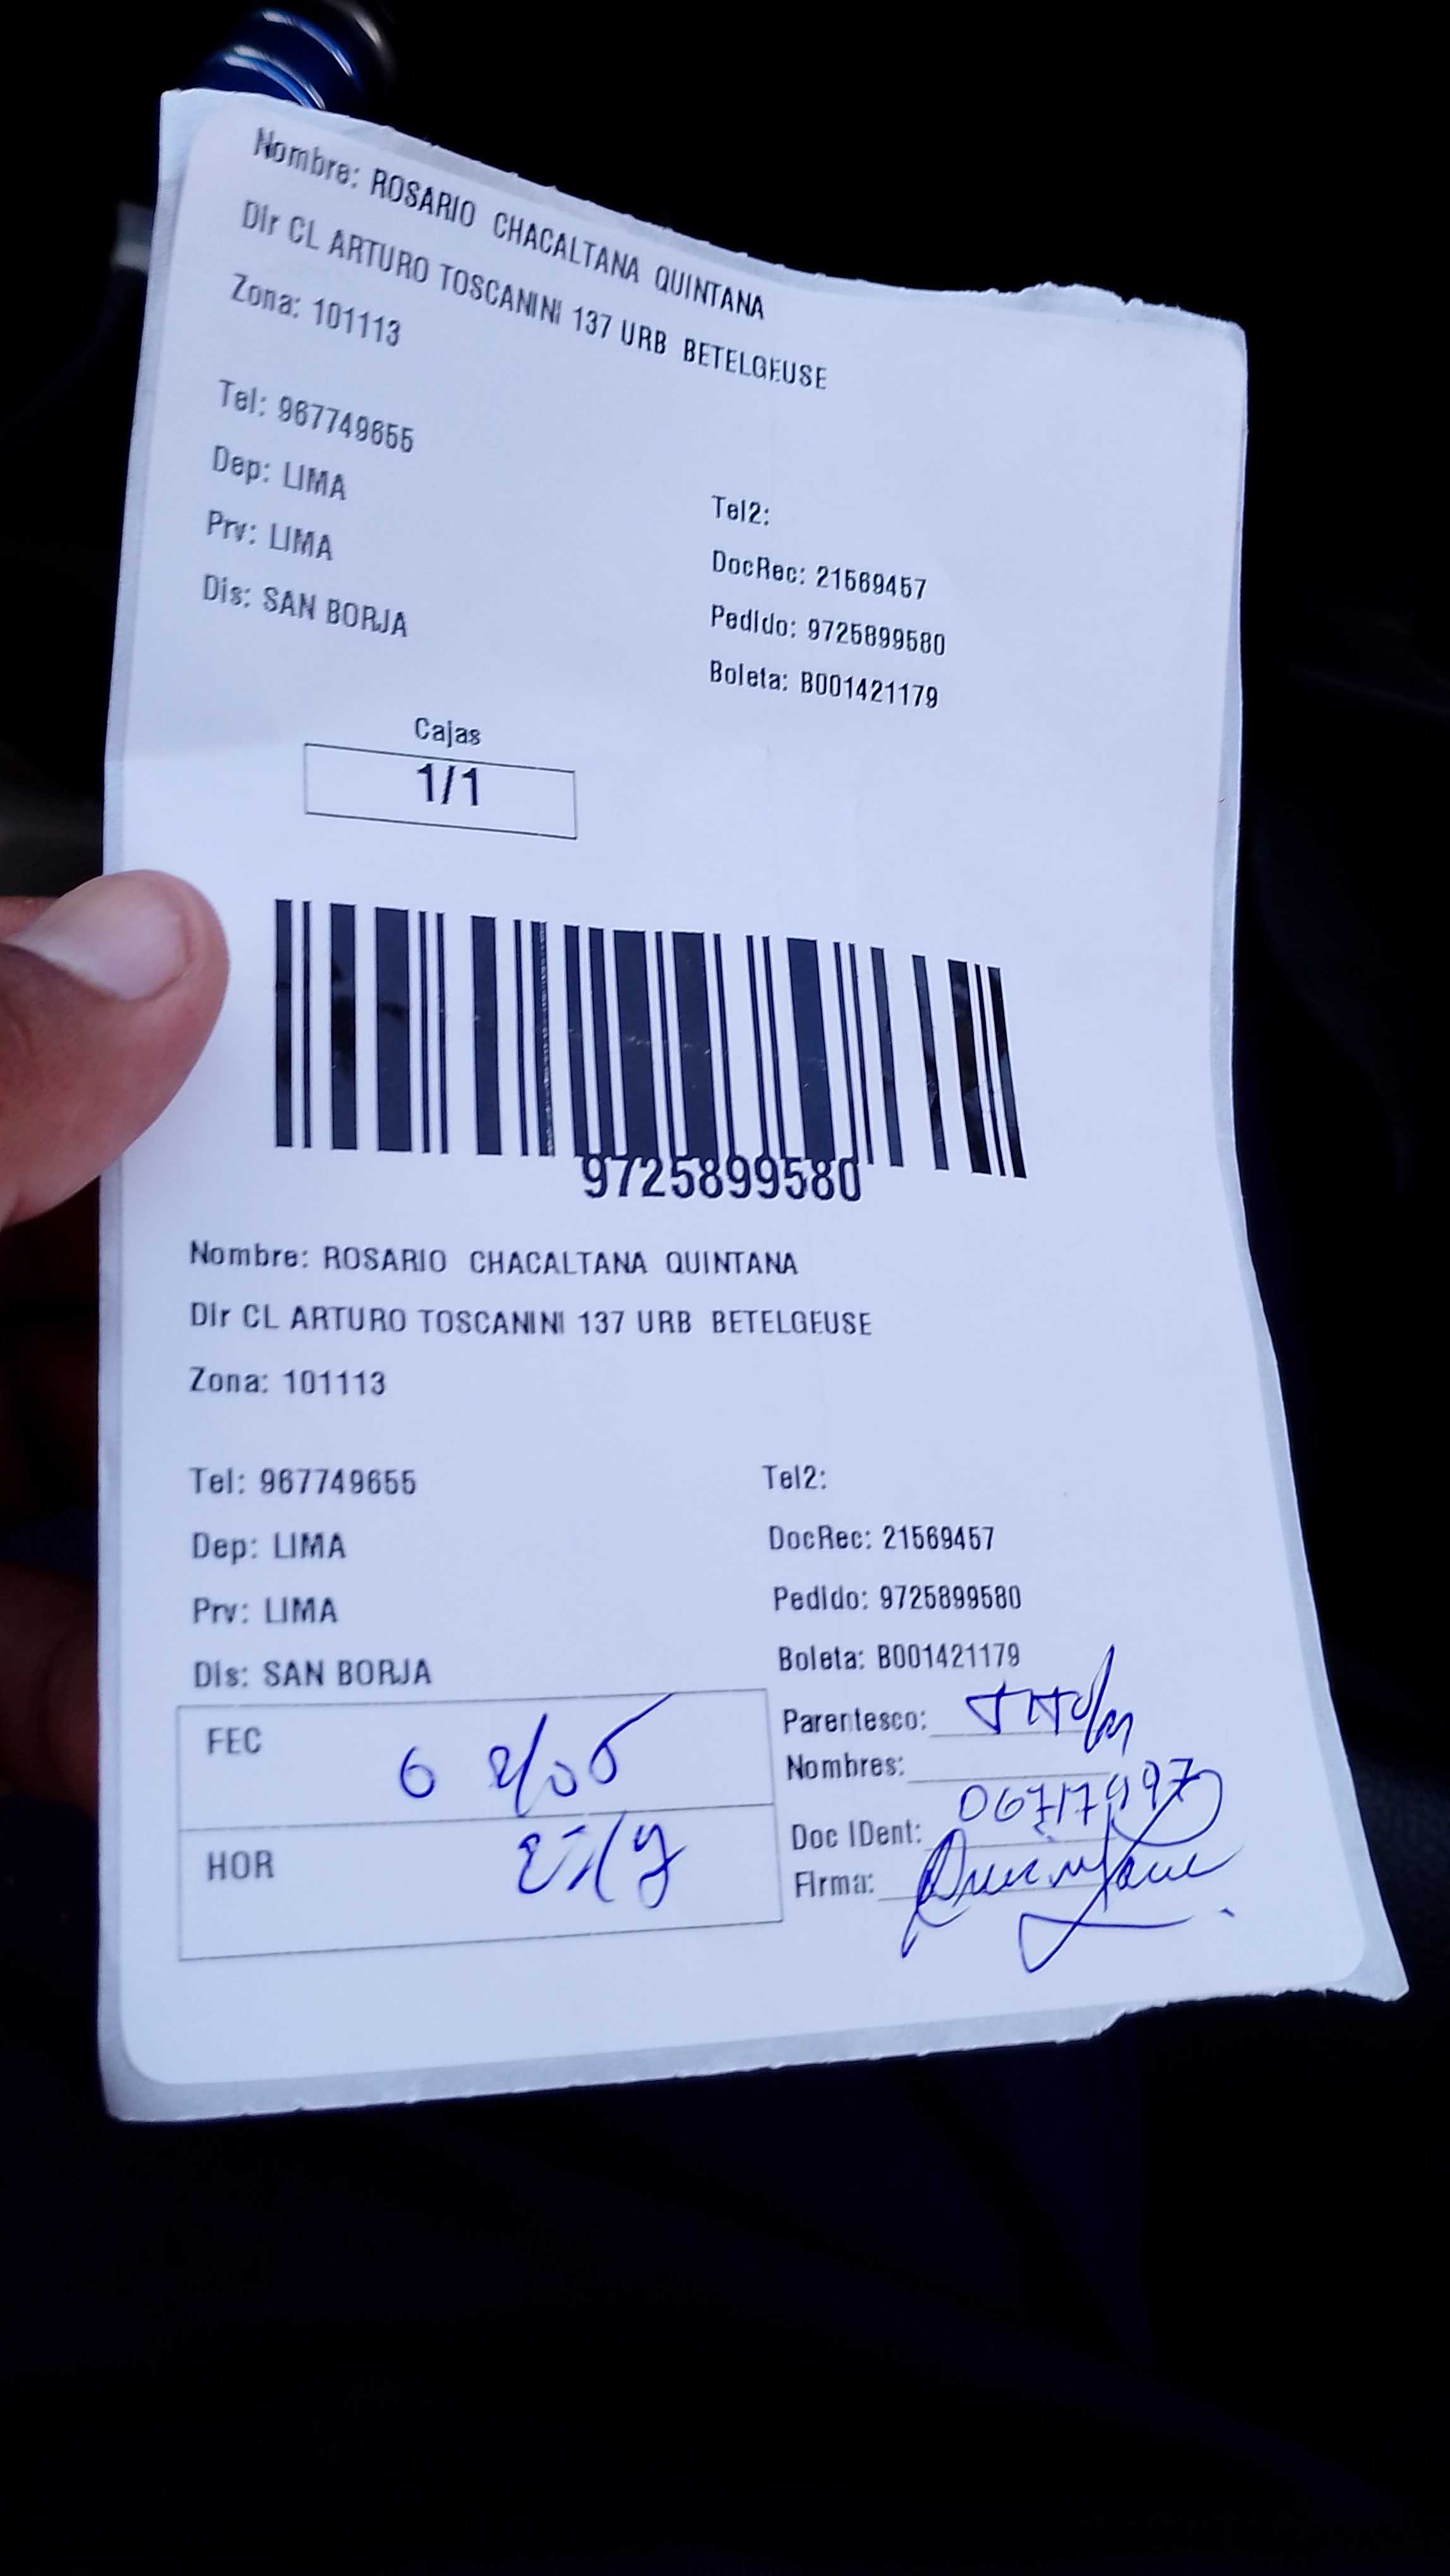 Nombre: ROSARIO CHACALTANA QUINTANA
Dir CL ARTURO TOSCANINI 137 URB BETELGEUSE
Zona: 101113
Tel: 967749655
Tel2:
Dep: LIMA
DocRec: 21569457
Prv: LIMA
Pedido: 9725899580
Dis: SAN BORJA
Boleta: B001421179
Cajas
1/1
9725899580
Nombre: ROSARIO CHACALTANA QUINTANA
Dir CL ARTURO TOSCANINI 137 URB BETELGEUSE
Zona: 101113
Tel: 967749655
Tel2:
Dep: LIMA
DocRec: 21569457
Prv: LIMA
Pedido: 9725899580
Dis: SAN BORJA
Boleta: B001421179
FEC
Parentesco: Titular
Nombres:
HOR
Doc IDent:
Firma: